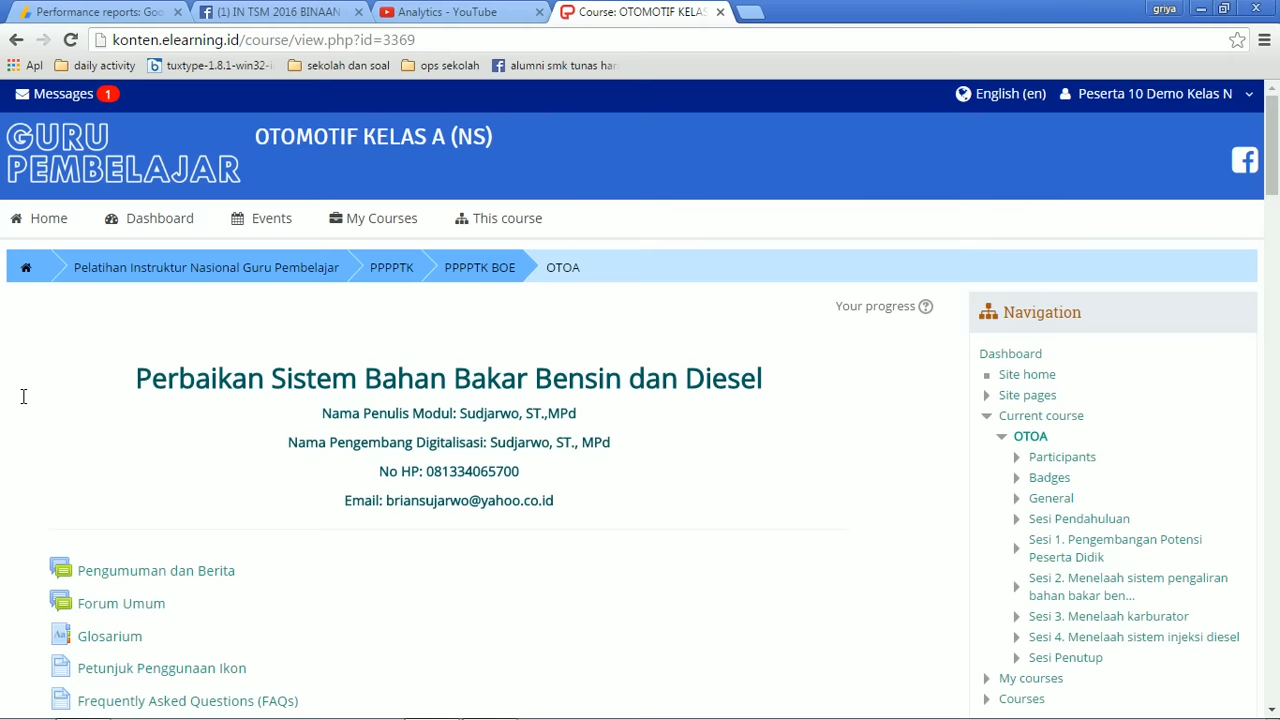 Performance reports: Goo
(1) IN TSM 2016 BINAAN
Analytics - YouTube
Course: OTOMOTIF KELAS
griya
konten.elearning.id/course/view.php?id=3369
Apl
daily activity
tuxtype-1.8.1-win32-i
sekolah dan soal
ops sekolah
alumni smk tunas har
Messages 1
English (en)
Peserta 10 Demo Kelas N
GURU
PEMBELAJAR
OTOMOTIF KELAS A (NS)
Home
Dashboard
Events
My Courses
This course
Pelatihan Instruktur Nasional Guru Pembelajar
PPPPTK
PPPPTK BOE
OTOA
Your progress
Perbaikan Sistem Bahan Bakar Bensin dan Diesel
Nama Penulis Modul: Sudjarwo, ST.,MPd
Nama Pengembang Digitalisasi: Sudjarwo, ST., MPd
No HP: 081334065700
Email: briansujarwo@yahoo.co.id
Pengumuman dan Berita
Forum Umum
Glosarium
Petunjuk Penggunaan Ikon
Frequently Asked Questions (FAQs)
Navigation
Dashboard
Site home
Site pages
Current course
OTOA
Participants
Badges
General
Sesi Pendahuluan
Sesi 1. Pengembangan Potensi
Peserta Didik
Sesi 2. Menelaah sistem pengaliran
bahan bakar ben...
Sesi 3. Menelaah karburator
Sesi 4. Menelaah sistem injeksi diesel
Sesi Penutup
My courses
Courses